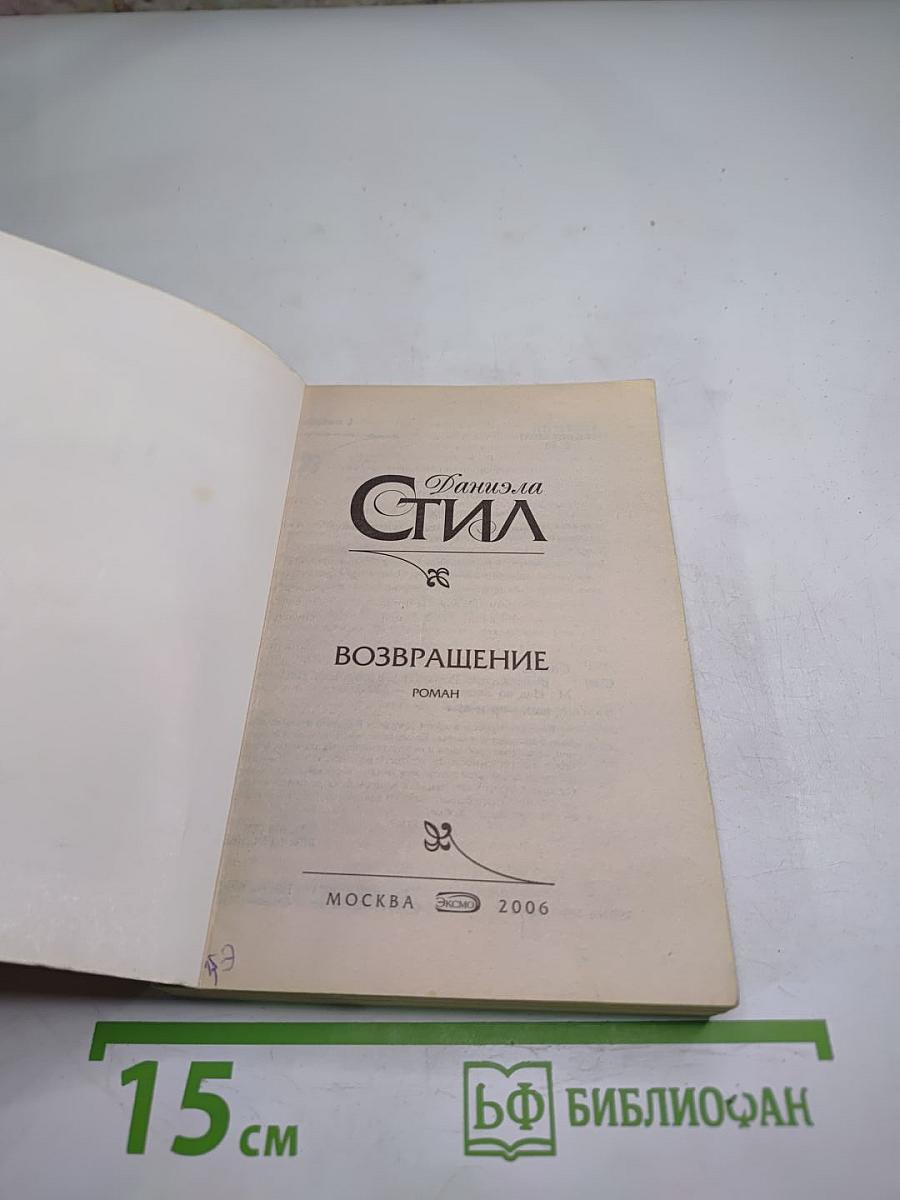 Даниэла
Стил
ВОЗВРАЩЕНИЕ
РОМАН
МОСКВА ЭКСМО 2006
15 см
БФ БИБЛИОФАН